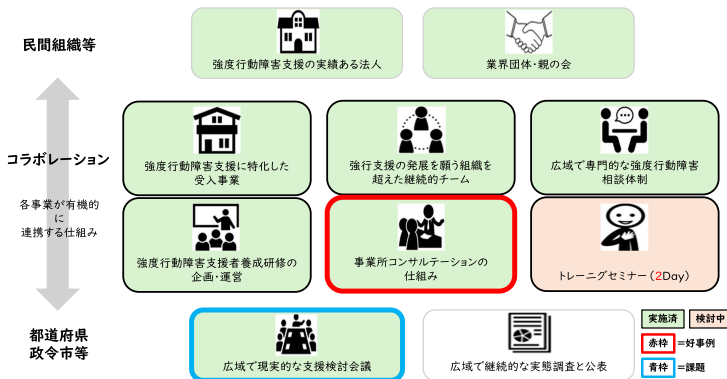 民間組織等
強度行動障害支援の実績ある法人
業界団体・親の会
コラボレーション
各事業が有機的
に
連携する仕組み
強度行動障害支援に特化した
受入事業
強行支援の発展を願う組織を
超えた継続的チーム
広域で専門的な強度行動障害
相談体制
強度行動障害支援者養成研修の
企画・運営
事業所コンサルテーションの
仕組み
トレーニグセミナー(2Day)
都道府県
政令市等
広域で現実的な支援検討会議
広域で継続的な実態調査と公表
実施済
検討中
赤枠=好事例
青枠=課題